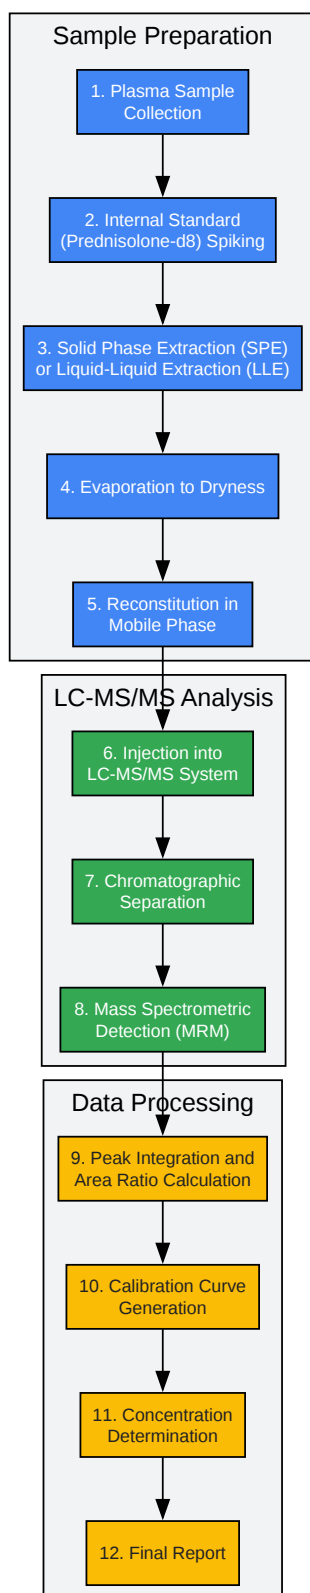 Sample Preparation
1. Plasma Sample
Collection
2. Internal Standard
(Prednisolone-d8) Spiking
3. Solid Phase Extraction (SPE)
or Liquid-Liquid Extraction (LLE)
4. Evaporation to Dryness
5. Reconstitution in
Mobile Phase
LC-MS/MS Analysis
6. Injection into
LC-MS/MS System
7. Chromatographic
Separation
8. Mass Spectrometric
Detection (MRM)
Data Processing
9. Peak Integration and
Area Ratio Calculation
10. Calibration Curve
Generation
11. Concentration
Determination
12. Final Report